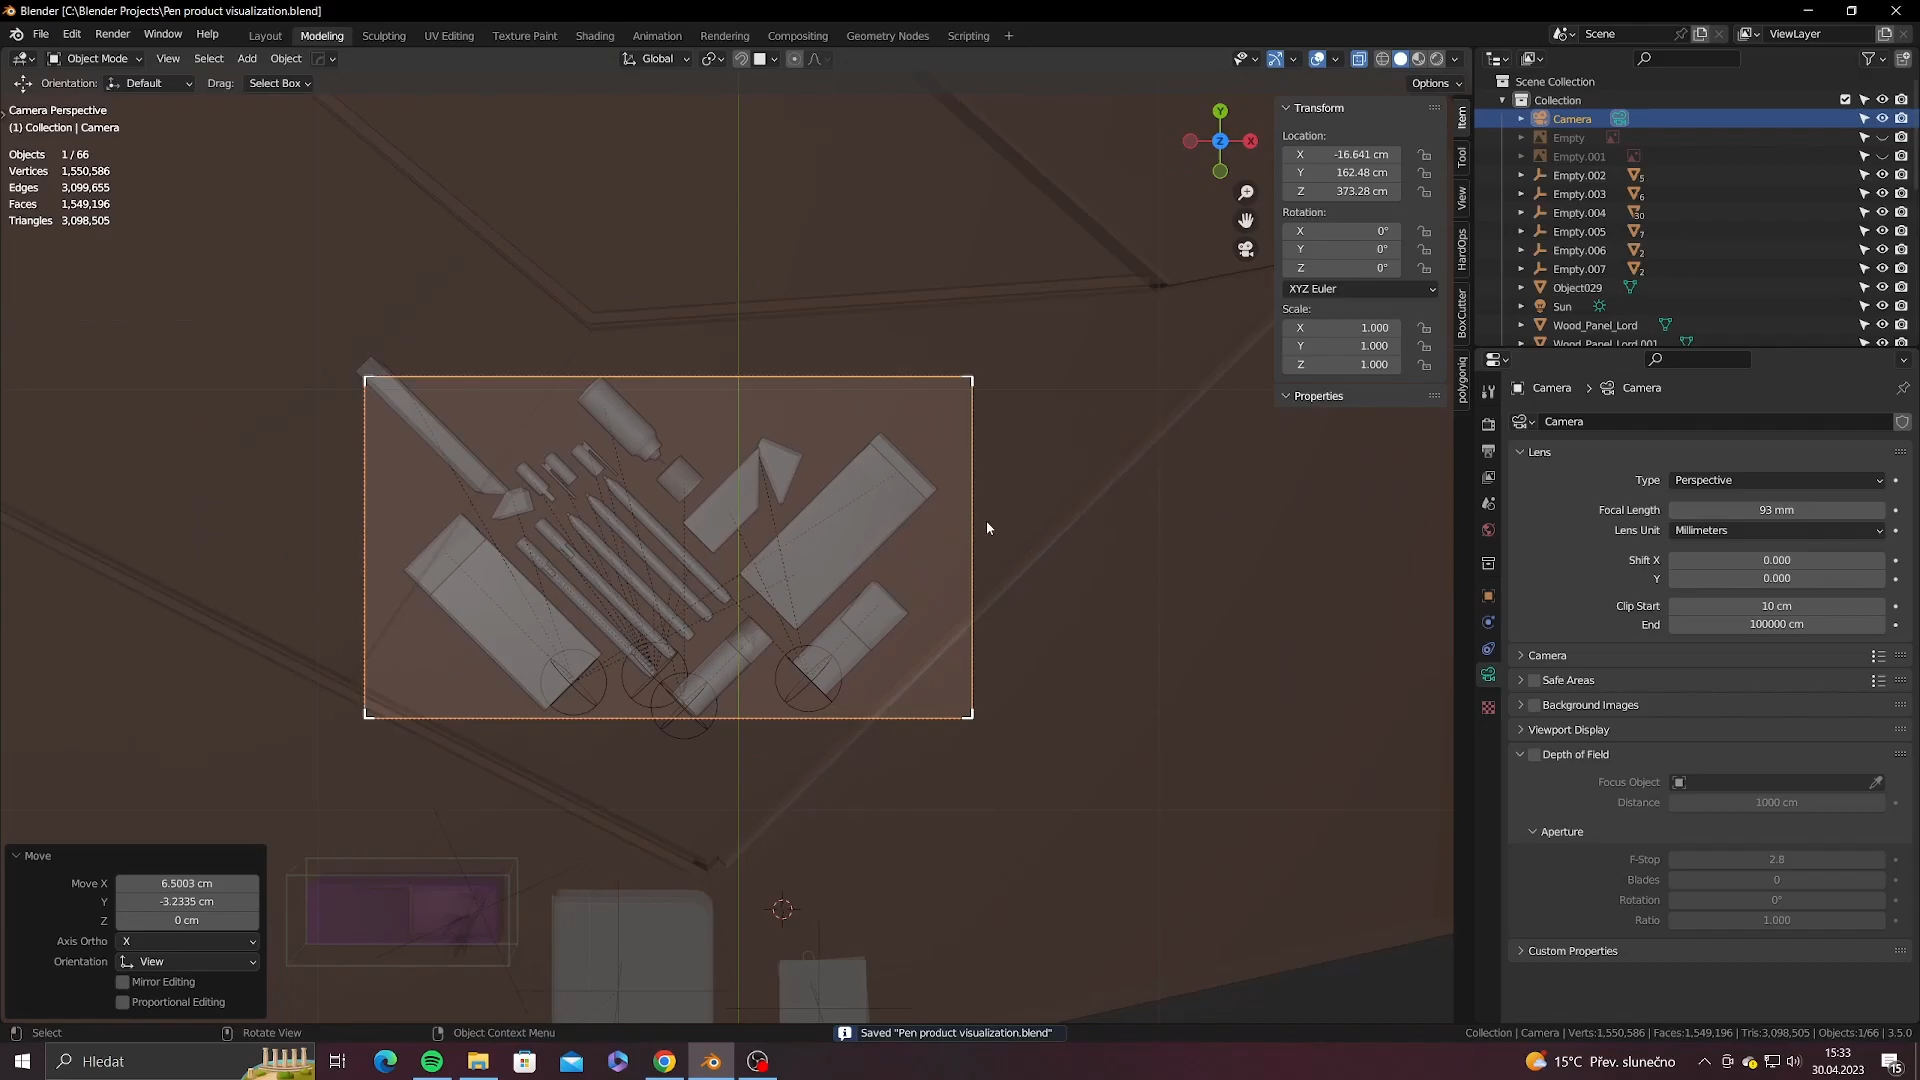 Blender [C:\Blender Projects\Pen product visualization.blend]
File Edit Render Window Help
Layout Modeling Sculpting UV Editing Texture Paint Shading Animation Rendering Compositing Geometry Nodes Scripting +
Scene ViewLayer
Object Mode View Select Add Object Global
Orientation: Default Drag: Select Box Options
Camera Perspective
(1) Collection | Camera
Objects 1 / 66
Vertices 1,550,586
Edges 3,099,655
Faces 1,549,196
Triangles 3,098,505
Y
Z
X
Transform
Location:
X -16.641 cm
Y 162.48 cm
Z 373.28 cm
Rotation:
X 0°
Y 0°
Z 0°
XYZ Euler
Scale:
X 1.000
Y 1.000
Z 1.000
Properties
Item
Tool
View
HardOps
BoxCutter
polygoniq
Scene Collection
Collection
Camera
Empty
Empty.001
Empty.002 5
Empty.003 6
Empty.004 30
Empty.005 7
Empty.006 2
Empty.007 2
Object029
Sun
Wood_Panel_Lord
Wood_Panel_Lord.001
Camera > Camera
Camera
Lens
Type Perspective
Focal Length 93 mm
Lens Unit Millimeters
Shift X 0.000
Y 0.000
Clip Start 10 cm
End 100000 cm
Camera
Safe Areas
Background Images
Viewport Display
Depth of Field
Focus Object
Distance 1000 cm
Aperture
F-Stop 2.8
Blades 0
Rotation 0°
Ratio 1.000
Custom Properties
Move
Move X 6.5003 cm
Y -3.2335 cm
Z 0 cm
Axis Ortho X
Orientation View
Mirror Editing
Proportional Editing
Select Rotate View Object Context Menu Saved "Pen product visualization.blend" Collection | Camera | Verts:1,550,586 | Faces:1,549,196 | Tris:3,098,505 | Objects:1/66 | 3.5.0
Hledat
15°C Přev. slunečno
15:33
30.04.2023
15